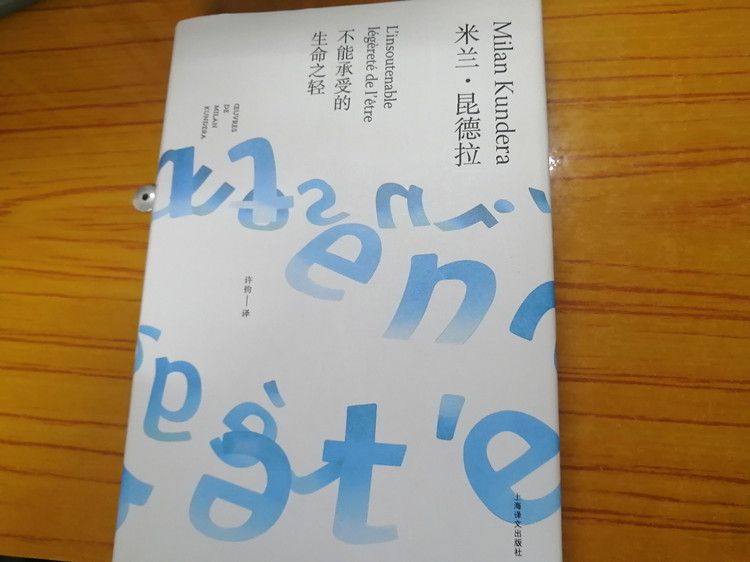 Milan Kundera
米兰·昆德拉
L'insoutenable
légèreté de l'être
不能承受的
生命之轻
ŒUVRES
DE
MILAN
KUNDERA
许钧—译
上海译文出版社